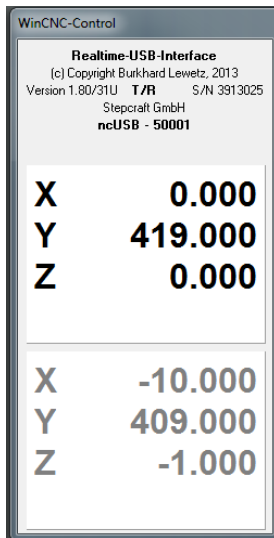 WinCNC-Control
Realtime-USB-Interface
(c) Copyright Burkhard Lewetz, 2013
Version 1.80/31U T/R S/N 3913025
Stepcraft GmbH
ncUSB - 50001
X 0.000
Y 419.000
Z 0.000
X -10.000
Y 409.000
Z -1.000